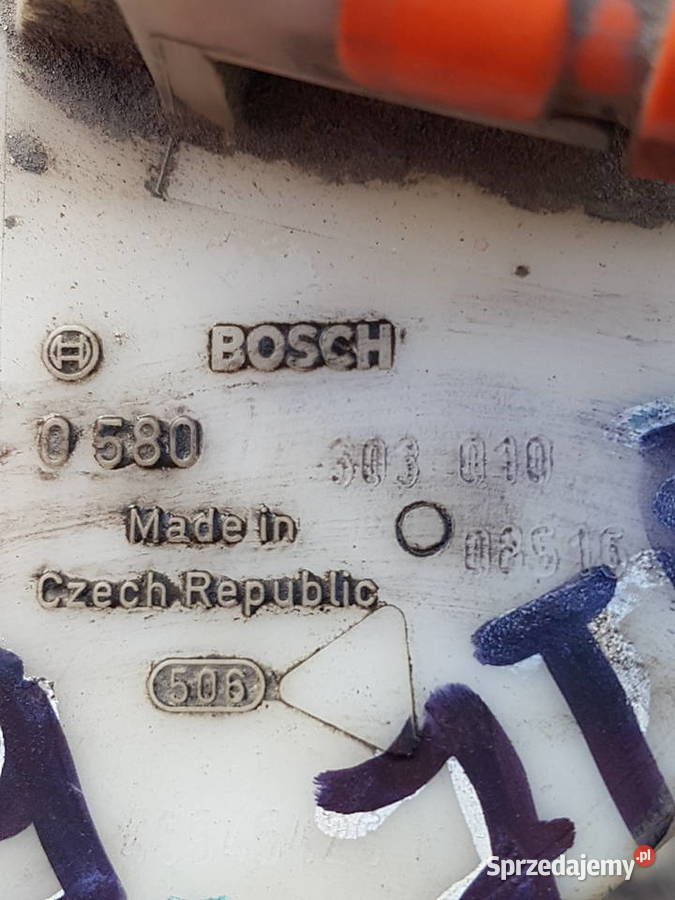 BOSCH
0 580 303 010
Made in
Czech Republic
506
Sprzedajemy.pl